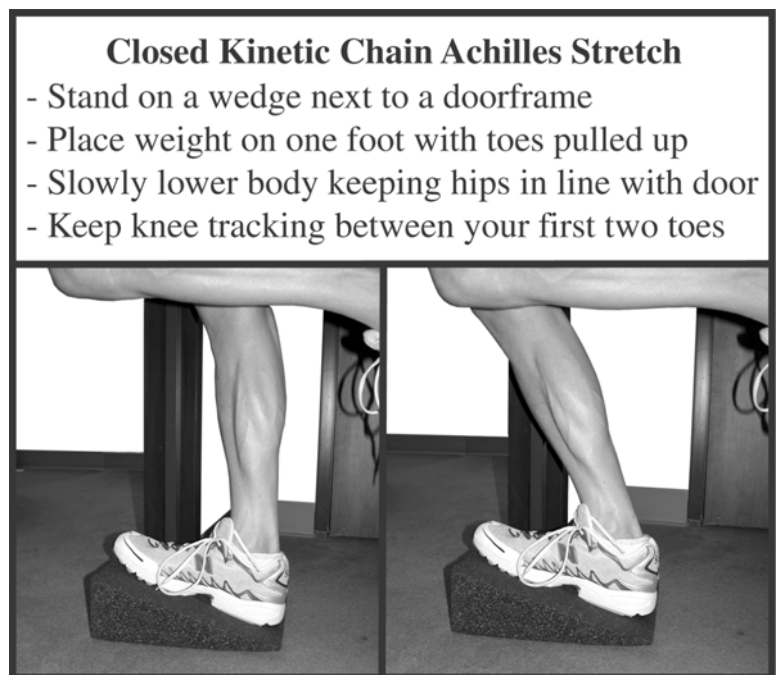 Closed Kinetic Chain Achilles Stretch
- Stand on a wedge next to a doorframe
- Place weight on one foot with toes pulled up
- Slowly lower body keeping hips in line with door
- Keep knee tracking between your first two toes